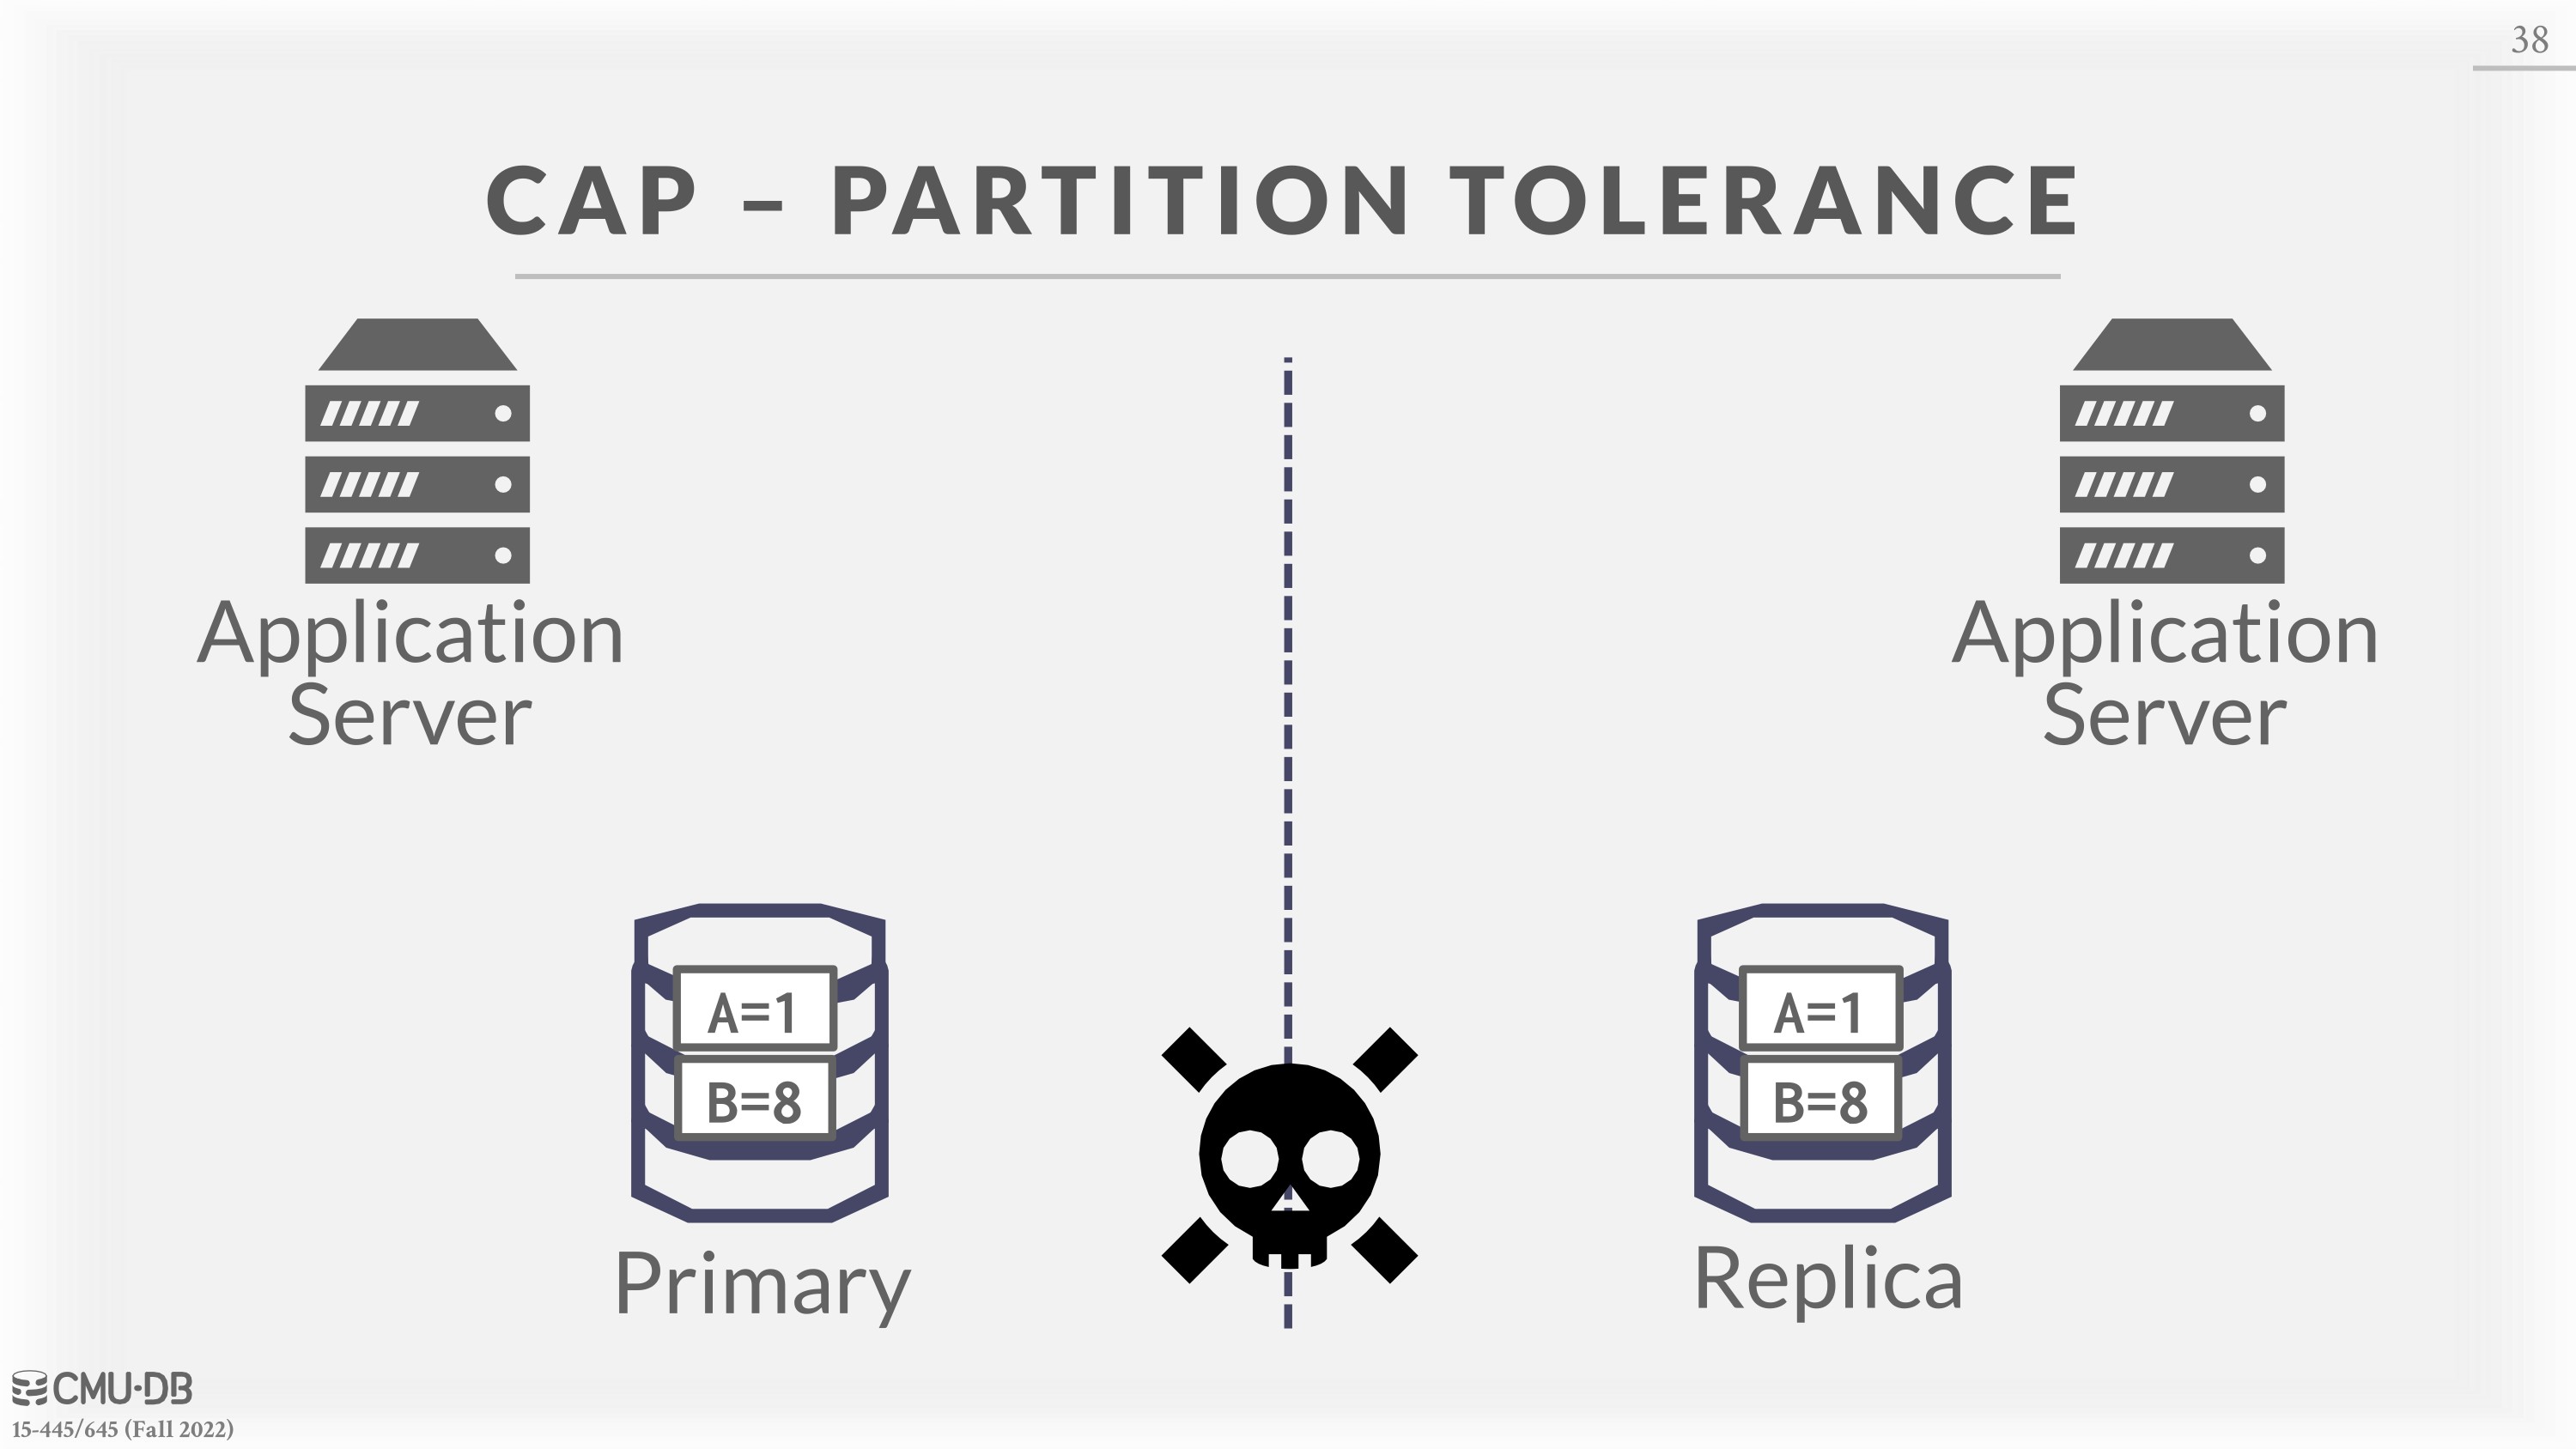 38
CAP – PARTITION TOLERANCE
Application
Server
Application
Server
A=1
B=8
Primary
A=1
B=8
Replica
CMU·DB
15-445/645 (Fall 2022)